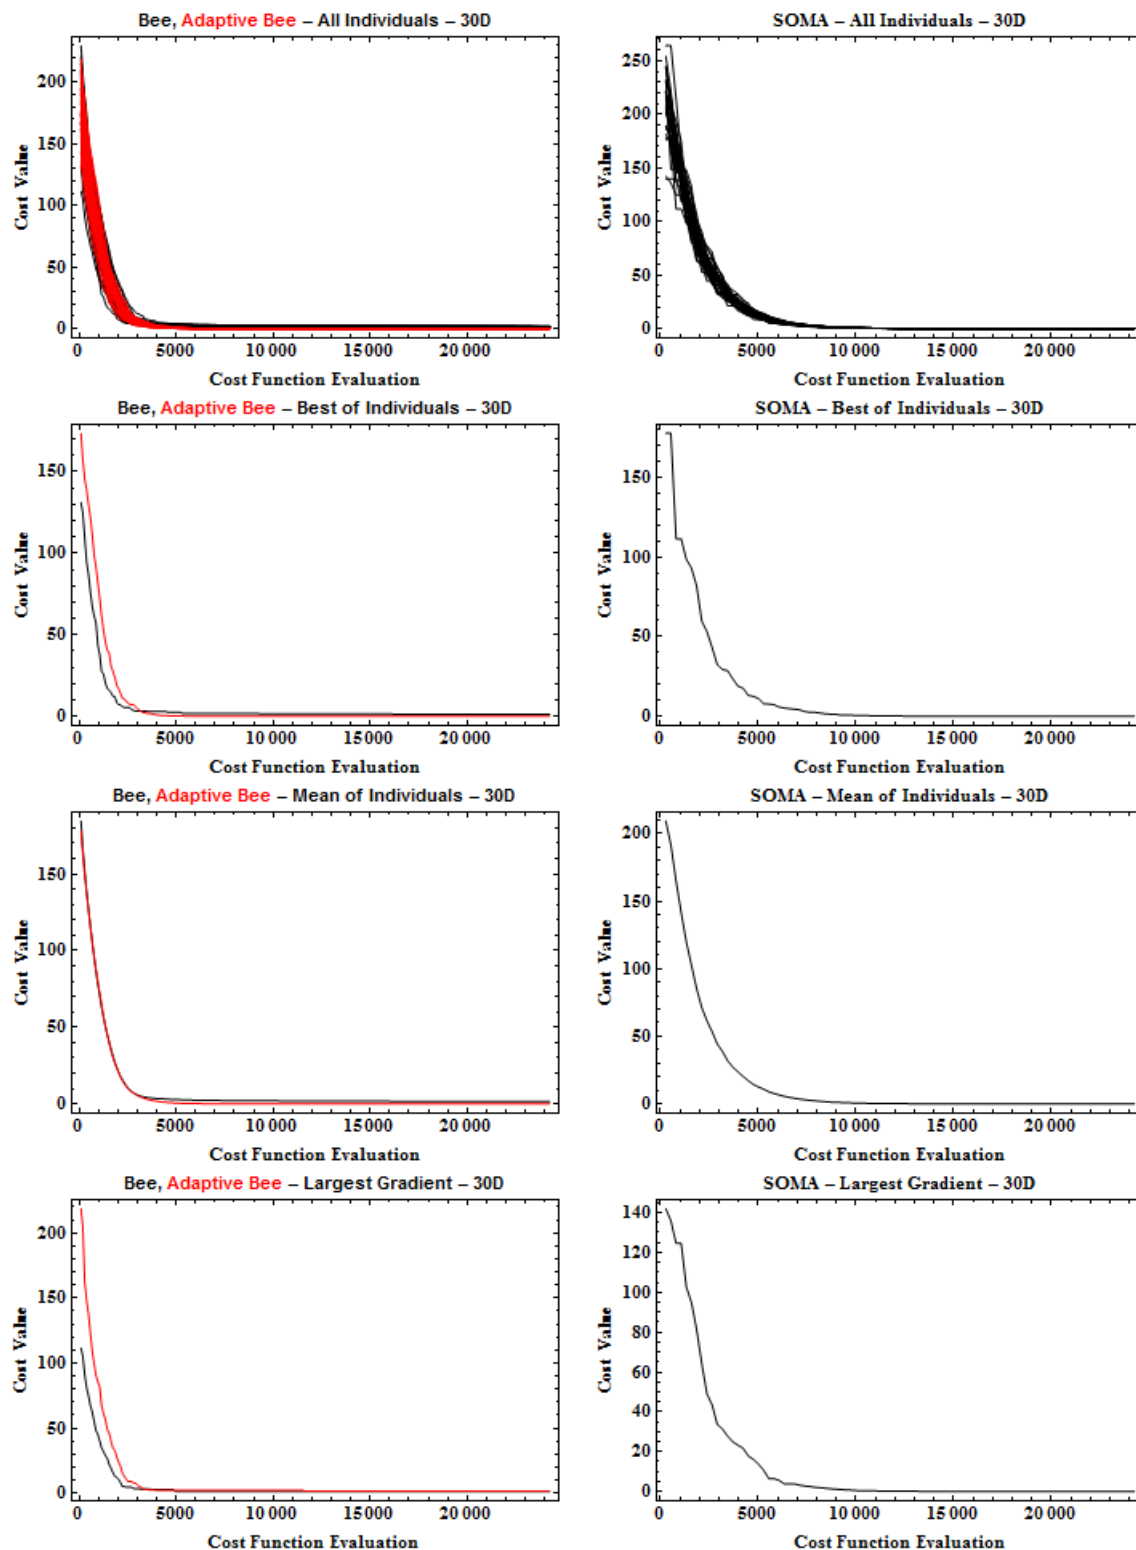 Bee, Adaptive Bee – All Individuals – 30D
200
150
100
50
0
Cost Value
0 5000 10 000 15 000 20 000
Cost Function Evaluation
SOMA – All Individuals – 30D
250
200
150
100
50
0
Cost Value
0 5000 10 000 15 000 20 000
Cost Function Evaluation
Bee, Adaptive Bee – Best of Individuals – 30D
150
100
50
0
Cost Value
0 5000 10 000 15 000 20 000
Cost Function Evaluation
SOMA – Best of Individuals – 30D
150
100
50
0
Cost Value
0 5000 10 000 15 000 20 000
Cost Function Evaluation
Bee, Adaptive Bee – Mean of Individuals – 30D
150
100
50
0
Cost Value
0 5000 10 000 15 000 20 000
Cost Function Evaluation
SOMA – Mean of Individuals – 30D
200
150
100
50
0
Cost Value
0 5000 10 000 15 000 20 000
Cost Function Evaluation
Bee, Adaptive Bee – Largest Gradient – 30D
200
150
100
50
0
Cost Value
0 5000 10 000 15 000 20 000
Cost Function Evaluation
SOMA – Largest Gradient – 30D
140
120
100
80
60
40
20
0
Cost Value
0 5000 10 000 15 000 20 000
Cost Function Evaluation